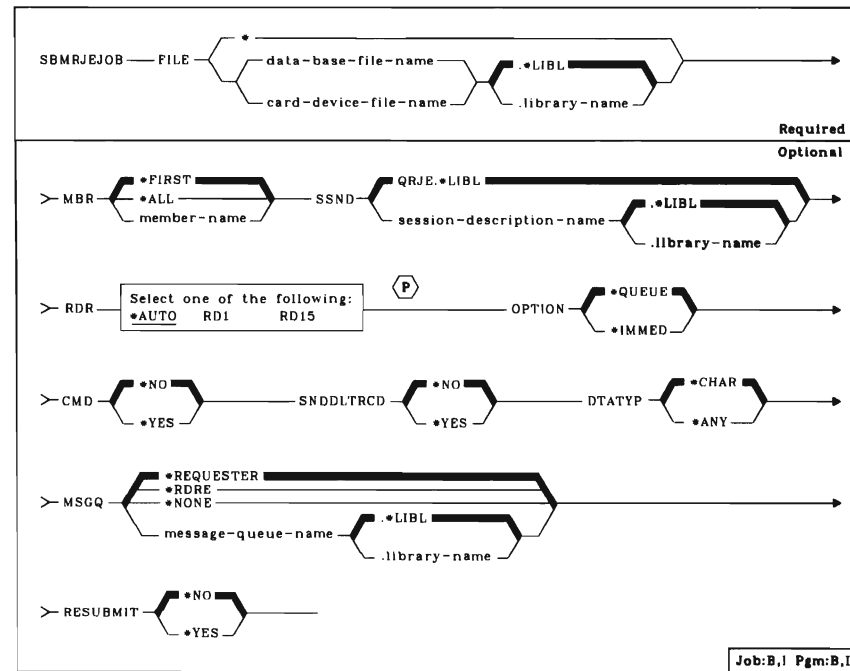 *
SBMRJEJOB FILE data-base-file-name .*LIBL
card-device-file-name .library-name
Required
Optional
MBR *FIRST SSND QRJE.*LIBL
*ALL
member-name session-description-name .*LIBL
.library-name
RDR Select one of the following: P OPTION *QUEUE
*AUTO RD1 RD15 *IMMED
CMD *NO SNDDLTRCD *NO DTATYP *CHAR
*YES *YES *ANY
MSGQ *REQUESTER
*RDRE
*NONE
message-queue-name .*LIBL
.library-name
RESUBMIT *NO
*YES
Job:B,I Pgm:B,I